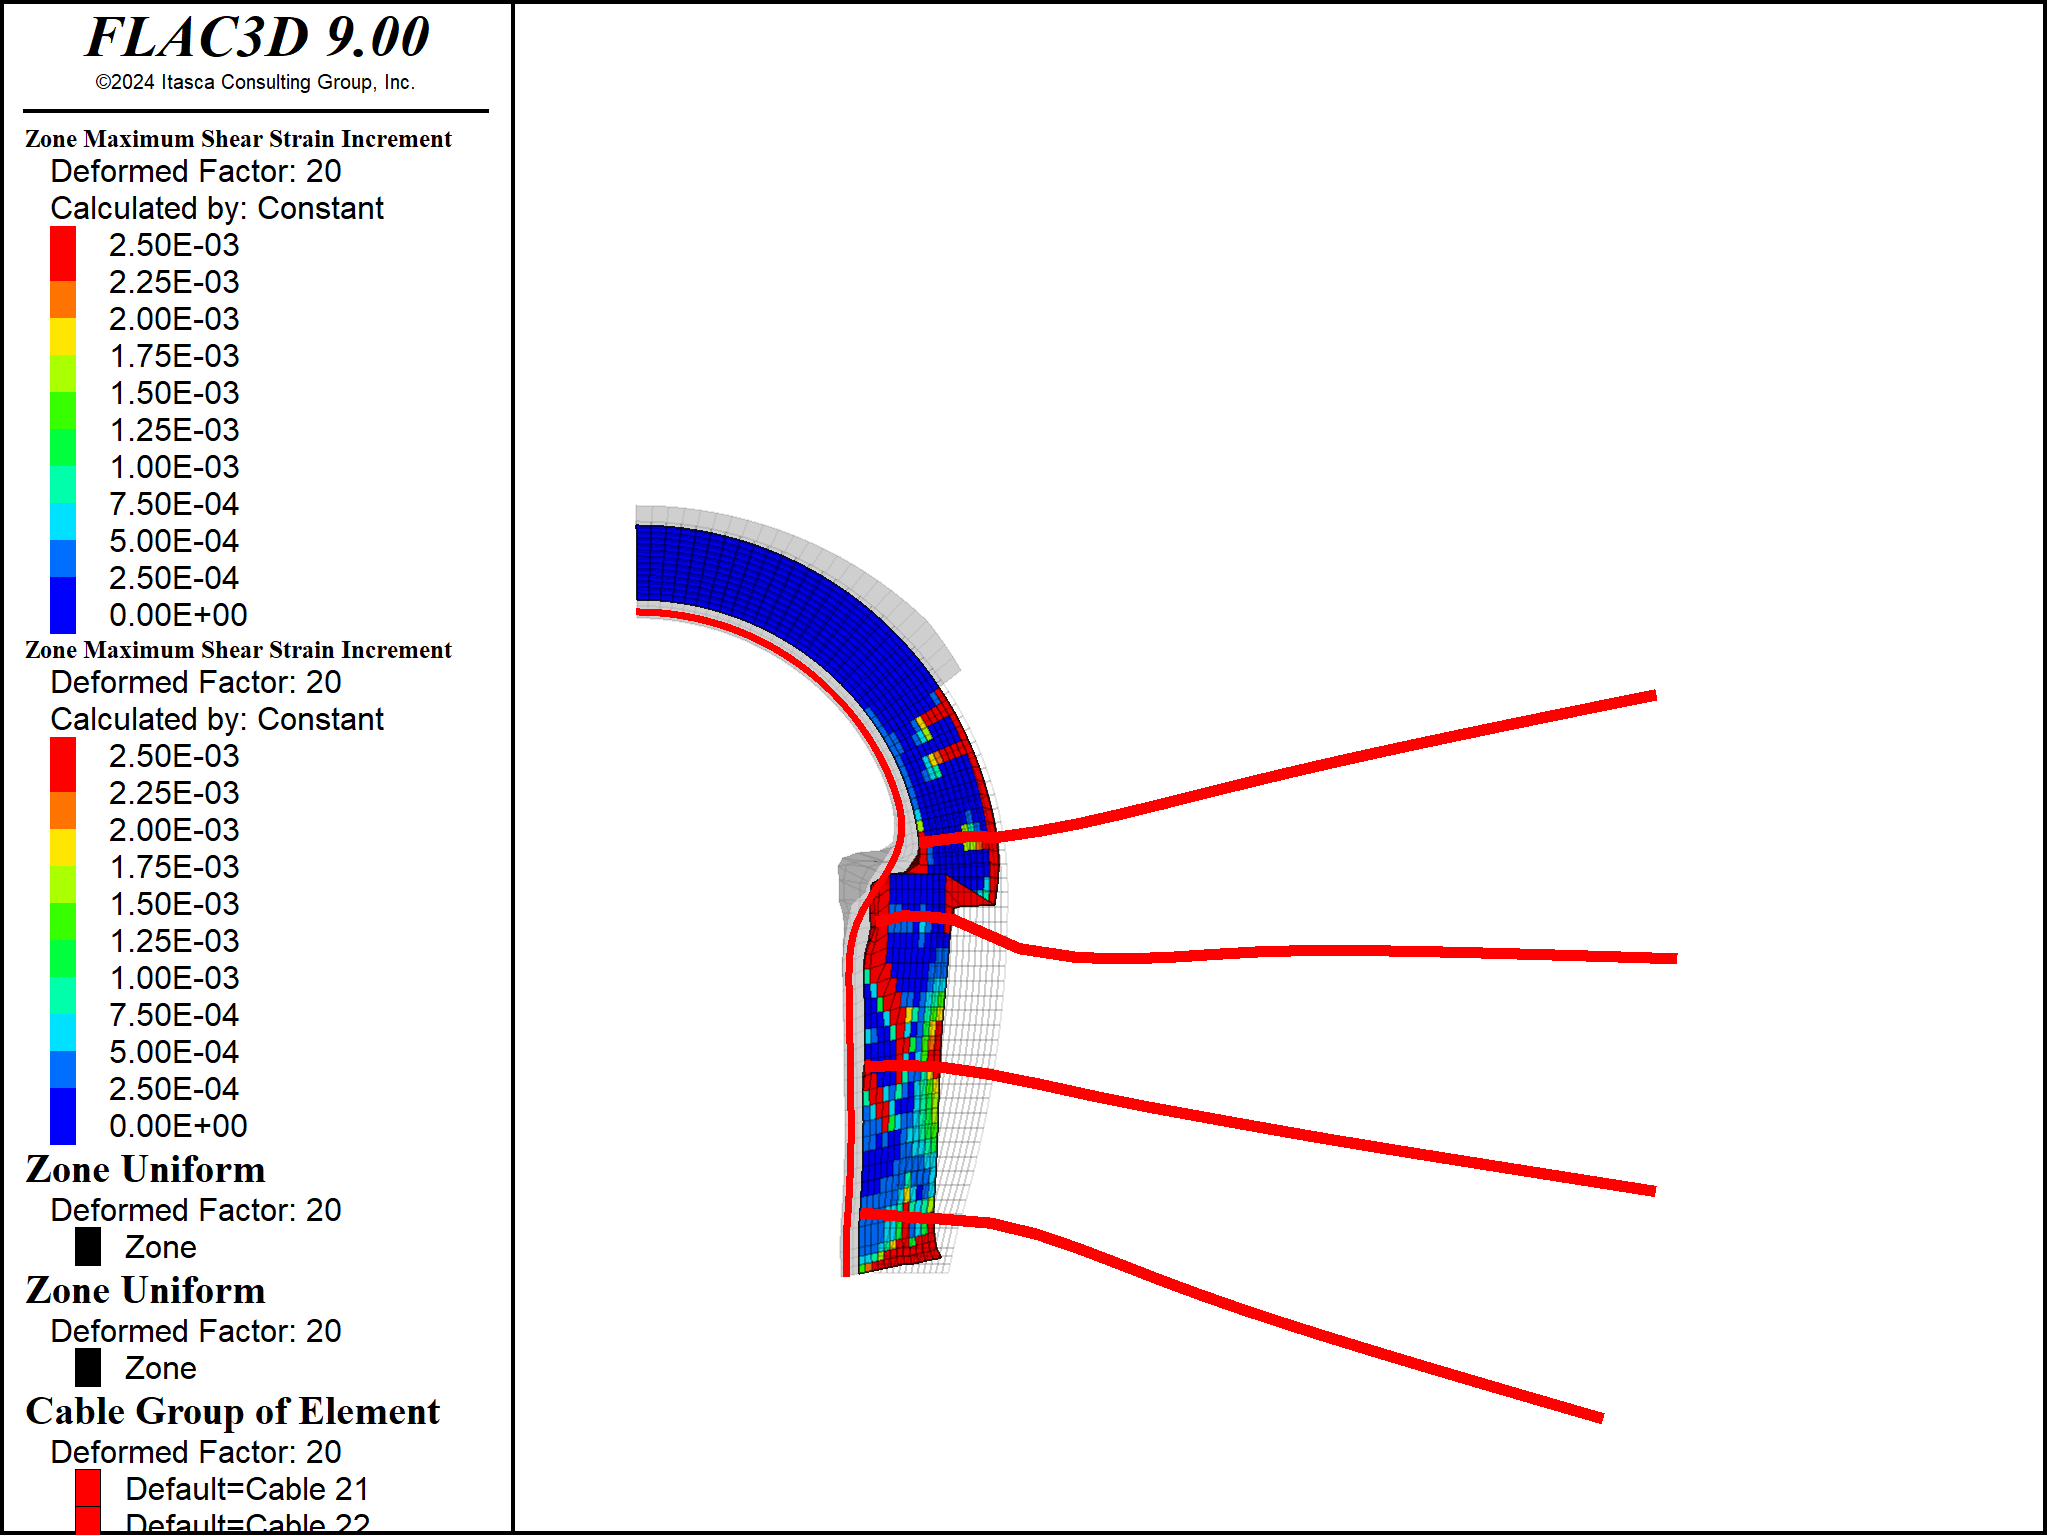 FLAC3D 9.00
©2024 Itasca Consulting Group, Inc.
Zone Maximum Shear Strain Increment
Deformed Factor: 20
Calculated by: Constant
2.50E-03
2.25E-03
2.00E-03
1.75E-03
1.50E-03
1.25E-03
1.00E-03
7.50E-04
5.00E-04
2.50E-04
0.00E+00
Zone Maximum Shear Strain Increment
Deformed Factor: 20
Calculated by: Constant
2.50E-03
2.25E-03
2.00E-03
1.75E-03
1.50E-03
1.25E-03
1.00E-03
7.50E-04
5.00E-04
2.50E-04
0.00E+00
Zone Uniform
Deformed Factor: 20
Zone
Zone Uniform
Deformed Factor: 20
Zone
Cable Group of Element
Deformed Factor: 20
Default=Cable 21
Default=Cable 22